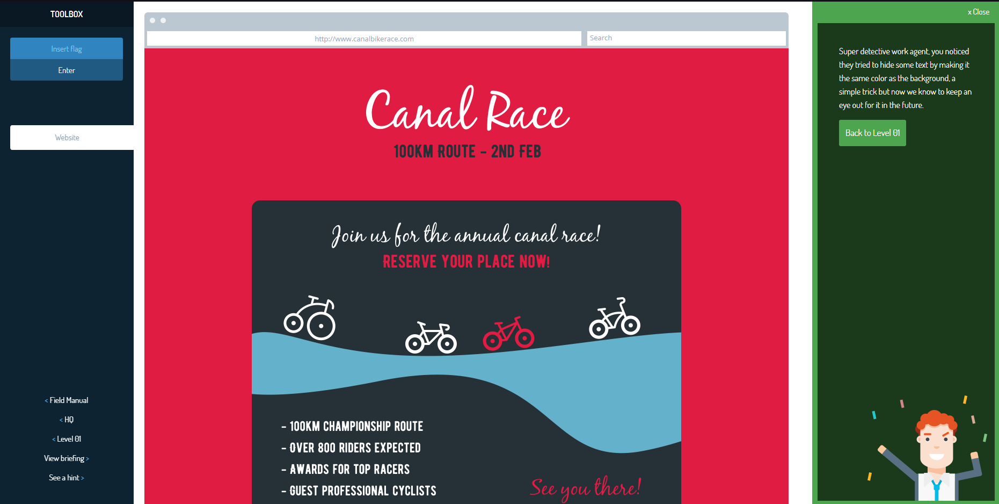 TOOLBOX
Insert flag
Enter
Website
< Field Manual
< HQ
< Level 01
View briefing >
See a hint >
http://www.canalbikerace.com
Search
Canal Race
100KM ROUTE - 2ND FEB
Join us for the annual canal race!
RESERVE YOUR PLACE NOW!
- 100KM CHAMPIONSHIP ROUTE
- OVER 800 RIDERS EXPECTED
- AWARDS FOR TOP RACERS
- GUEST PROFESSIONAL CYCLISTS
See you there!
x Close
Super detective work agent, you noticed
they tried to hide some text by making it
the same color as the background, a
simple trick but now we know to keep an
eye out for it in the future.
Back to Level 01